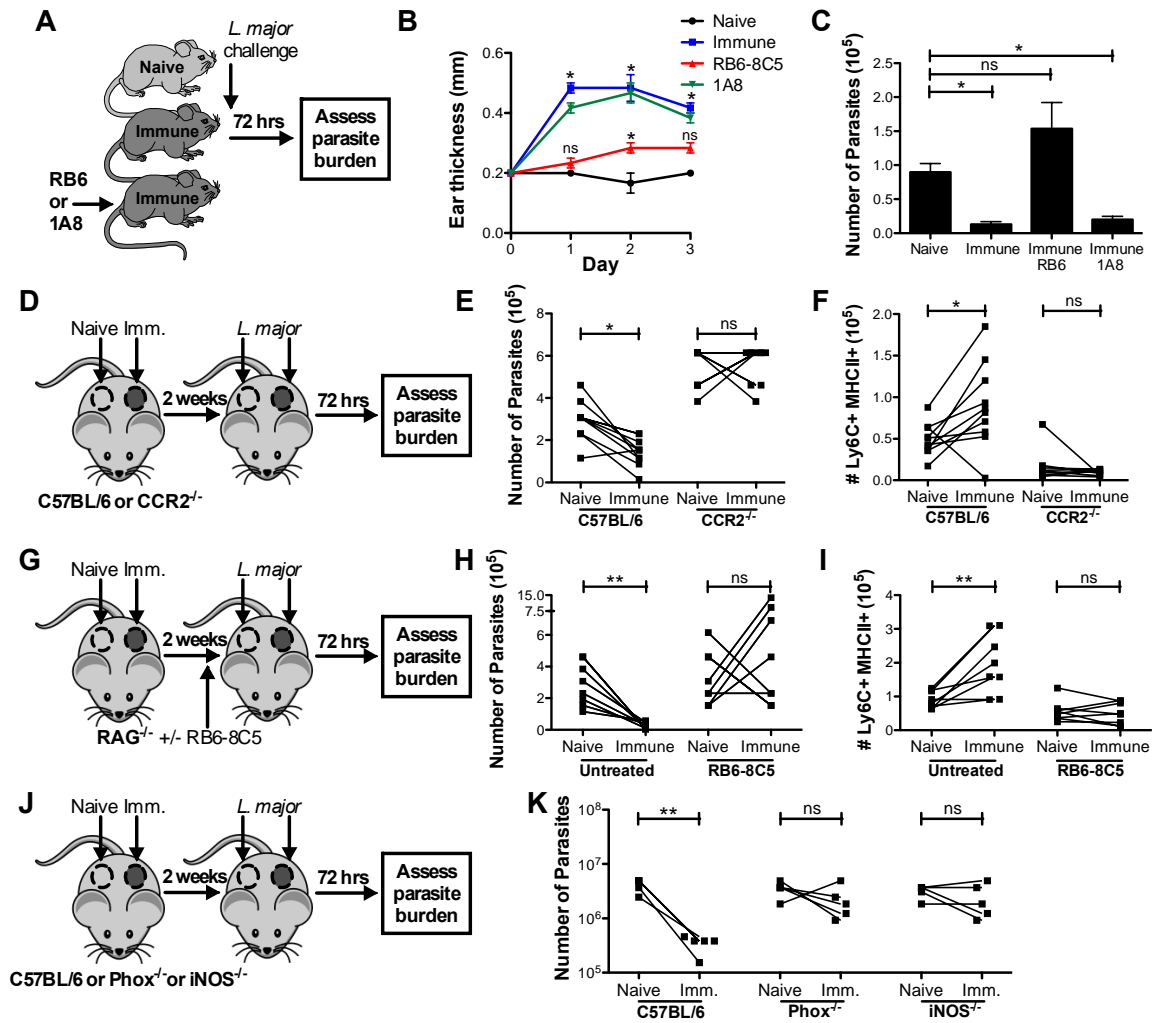 A
L. major
challenge
Naive
Immune
72 hrs
Assess
parasite
burden
RB6
or
1A8
Immune
B
Naive
Immune
RB6-8C5
1A8
Ear thickness (mm)
0.6
0.4
0.2
0.0
* * *
ns * ns
0 1 2 3
Day
C
Number of Parasites (10⁵)
2.5
2.0
1.5
1.0
0.5
0.0
*
ns
*
Naive Immune Immune Immune
RB6 1A8
D
Naive Imm. L. major
2 weeks 72 hrs
Assess
parasite
burden
C57BL/6 or CCR2-/-
E
Number of Parasites (10⁵)
8
6
4
2
0
* ns
Naive Immune Naive Immune
C57BL/6 CCR2-/-
F
# Ly6C+ MHCII+ (10⁵)
2.0
1.5
1.0
0.5
0.0
* ns
Naive Immune Naive Immune
C57BL/6 CCR2-/-
G
Naive Imm. L. major
2 weeks 72 hrs
Assess
parasite
burden
RAG-/- +/- RB6-8C5
H
Number of Parasites (10⁵)
15.0
7.5
6
4
2
0
** ns
Naive Immune Naive Immune
Untreated RB6-8C5
I
# Ly6C+ MHCII+ (10⁵)
4
3
2
1
0
** ns
Naive Immune Naive Immune
Untreated RB6-8C5
J
Naive Imm. L. major
2 weeks 72 hrs
Assess
parasite
burden
C57BL/6 or Phox-/- or iNOS-/-
K
Number of Parasites
10⁸
10⁷
10⁶
10⁵
** ns ns
Naive Imm. Naive Imm. Naive Imm.
C57BL/6 Phox-/- iNOS-/-